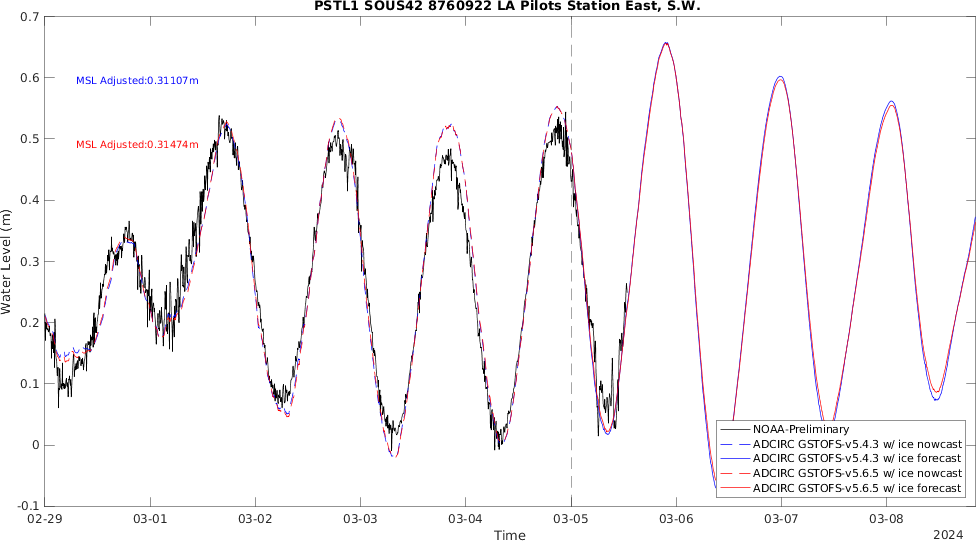 PSTL1 SOUS42 8760922 LA Pilots Station East, S.W.
0.7
0.6
0.5
0.4
0.3
0.2
0.1
0
-0.1
Water Level (m)
MSL Adjusted:0.31107m
MSL Adjusted:0.31474m
NOAA-Preliminary
ADCIRC GSTOFS-v5.4.3 w/ ice nowcast
ADCIRC GSTOFS-v5.4.3 w/ ice forecast
ADCIRC GSTOFS-v5.6.5 w/ ice nowcast
ADCIRC GSTOFS-v5.6.5 w/ ice forecast
02-29 03-01 03-02 03-03 03-04 03-05 03-06 03-07 03-08
Time
2024